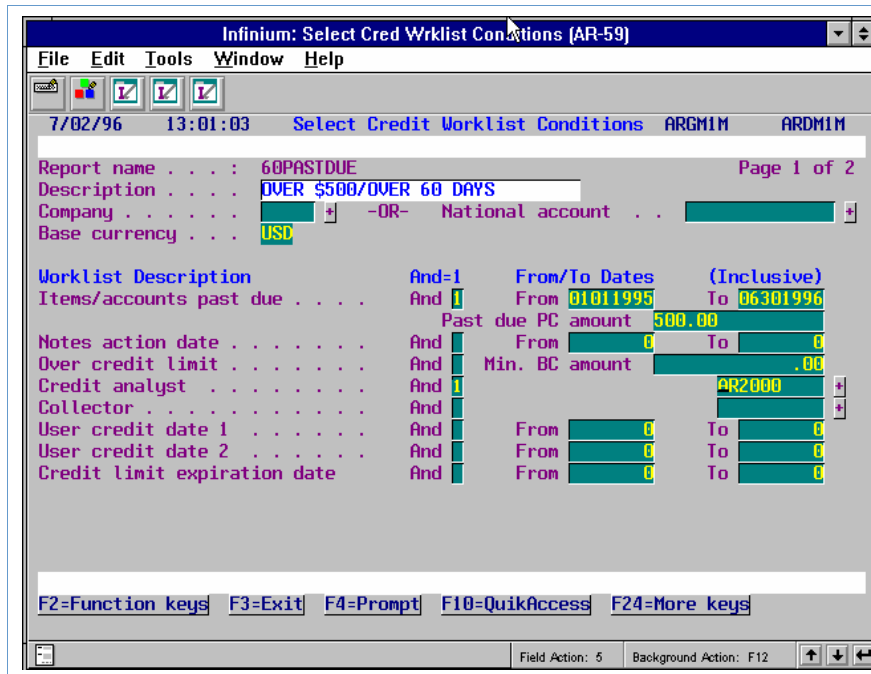 Infinium: Select Cred Wrklist Conditions (AR-59)
File Edit Tools Window Help
7/02/96 13:01:03 Select Credit Worklist Conditions ARGM1M ARDM1M
Report name . . . : 60PASTDUE Page 1 of 2
Description . . . . OVER $500/OVER 60 DAYS
Company . . . . . . + -OR- National account . . +
Base currency . . . USD
Worklist Description And=1 From/To Dates (Inclusive)
Items/accounts past due . . . . And 1 From 01011995 To 06301996
Past due PC amount 500.00
Notes action date . . . . . . . And From 0 To 0
Over credit limit . . . . . . . And Min. BC amount .00
Credit analyst . . . . . . . . And 1 AR2000 +
Collector . . . . . . . . . . . And +
User credit date 1 . . . . . . And From 0 To 0
User credit date 2 . . . . . . And From 0 To 0
Credit limit expiration date And From 0 To 0
F2=Function keys F3=Exit F4=Prompt F10=QuikAccess F24=More keys
Field Action: 5 Background Action: F12